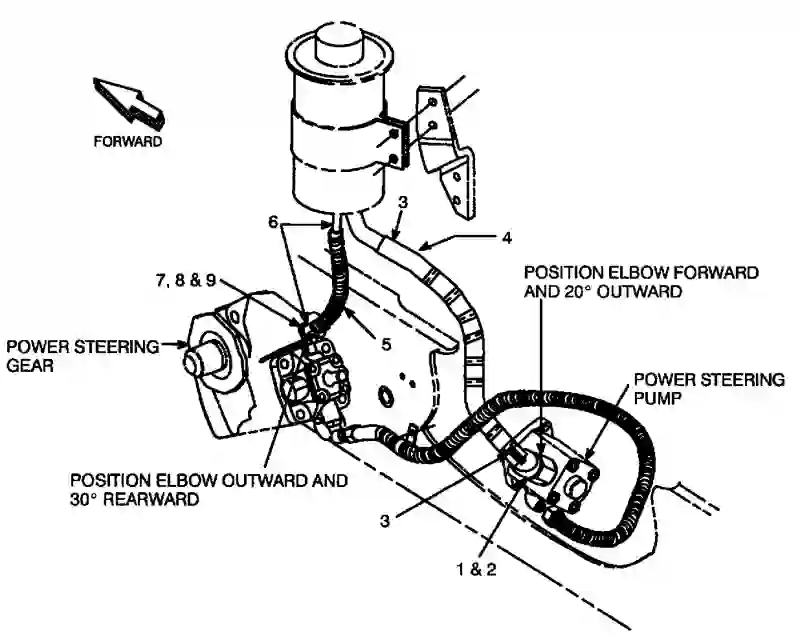 FORWARD
3
6
4
7, 8 & 9
POSITION ELBOW FORWARD
AND 20° OUTWARD
5
POWER STEERING
GEAR
POWER STEERING
PUMP
POSITION ELBOW OUTWARD AND
30° REARWARD
3
1 & 2